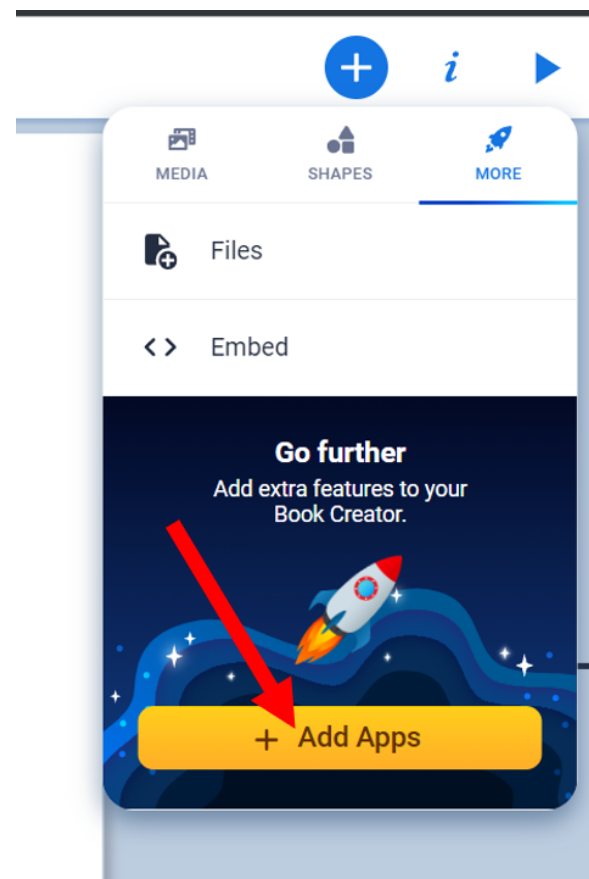 MEDIA SHAPES MORE
Files
Embed
Go further
Add extra features to your
Book Creator.
+ Add Apps